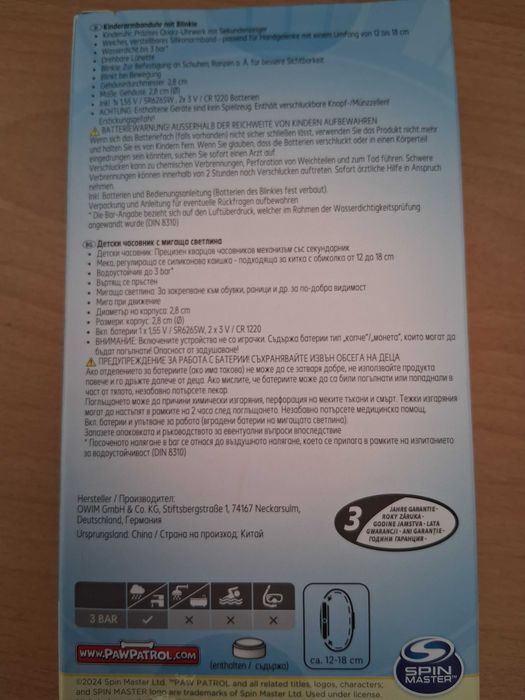 DE Kinderarmbanduhr mit Blinkie
• Kinderuhr: Präzises Quarz-Uhrwerk mit Sekundenzeiger
• Weiches, verstellbares Silikonarmband - passend für Handgelenke mit einem Umfang von 12 bis 18 cm
• Wasserdicht bis 3 bar*
• Drehbare Lünette
• Blinkie: Zur Befestigung an Schuhen, Ranzen o. Ä. für bessere Sichtbarkeit
• Blinkt bei Bewegung
• Gehäusedurchmesser: 2,8 cm
• Maße: Gehäuse: 2,8 cm (Ø)
• Inkl. 1x 1,55 V / SR626SW, 2x 3 V / CR 1220 Batterien
• ACHTUNG: Enthaltene Geräte sind kein Spielzeug. Enthält verschluckbare Knopf-/Münzzellen!
Erstickungsgefahr!
⚠ BATTERIEWARNUNG! AUSSERHALB DER REICHWEITE VON KINDERN AUFBEWAHREN
Wenn sich das Batteriefach (falls vorhanden) nicht sicher schließen lässt, verwenden Sie das Produkt nicht mehr
und halten Sie es von Kindern fern. Wenn Sie glauben, dass die Batterien verschluckt oder in einen Körperteil
eingedrungen sein könnten, suchen Sie sofort einen Arzt auf.
Verschlucken kann zu chemischen Verbrennungen, Perforation von Weichteilen und zum Tod führen. Schwere
Verbrennungen können innerhalb von 2 Stunden nach Verschlucken auftreten. Sofort ärztliche Hilfe in Anspruch
nehmen.
Inkl. Batterien und Bedienungsanleitung (Batterien des Blinkies fest verbaut).
Verpackung und Anleitung für eventuelle Rückfragen aufbewahren
* Die Bar-Angabe bezieht sich auf den Luftüberdruck, welcher im Rahmen der Wasserdichtigkeitsprüfung
angewandt wurde (DIN 8310)
BG Детски часовник с мигаща светлина
• Детски часовник: Прецизен кварцов часовников механизъм със секундарник
• Мека, регулираща се силиконова каишка - подходяща за китка с обиколка от 12 до 18 cm
• Водоустойчив до 3 bar*
• Въртящ се пръстен
• Мигаща светлина: За закрепване към обувки, раници и др. за по-добра видимост
• Мига при движение
• Диаметър на корпуса: 2,8 cm
• Размери: корпус: 2,8 cm (Ø)
• Вкл. батерии 1 x 1,55 V / SR626SW, 2 x 3 V / CR 1220
• ВНИМАНИЕ: Включените устройства не са играчки. Съдържа батерии тип „копче“/„монета“, които могат да
бъдат погълнати! Опасност от задушаване!
⚠ ПРЕДУПРЕЖДЕНИЕ ЗА РАБОТА С БАТЕРИИ! СЪХРАНЯВАЙТЕ ИЗВЪН ОБСЕГА НА ДЕЦА
Ако отделението за батериите (ако има такова) не може да се затваря добре, не използвайте продукта
повече и го дръжте далече от деца. Ако мислите, че батериите може да са били погълнати или попаднали в
част от тялото, незабавно потърсете лекар.
Поглъщането може да причини химически изгаряния, перфорация на меките тъкани и смърт. Тежки изгаряния
могат да настъпят в рамките на 2 часа след поглъщането. Незабавно потърсете медицинска помощ.
Вкл. батерии и упътване за работа (вградени батерии на мигащата светлина).
Запазете опаковката и ръководството за евентуални въпроси впоследствие
* Посоченото налягане в bar се отнася до въздушното налягане, което се прилага в рамките на изпитанието
за водоустойчивост (DIN 8310)
Hersteller / Производител:
OWIM GmbH & Co. KG, Stiftsbergstraße 1, 74167 Neckarsulm,
Deutschland, Германия
Ursprungsland: China / Страна на произход: Китай
3 JAHRE GARANTIE -
ROKY ZÁRUKA -
GODINE JAMSTVA - LATA
GWARANCJI - ANI GARANȚIE -
ГОДИНИ ГАРАНЦИЯ -
3 BAR
WWW.PAWPATROL.COM
(enthalten / съдържа)
ca. 12-18 cm
SPIN
MASTER™
©2024 Spin Master Ltd. ™PAW PATROL and all related titles, logos, characters;
and SPIN MASTER logo are trademarks of Spin Master Ltd. Used under license.